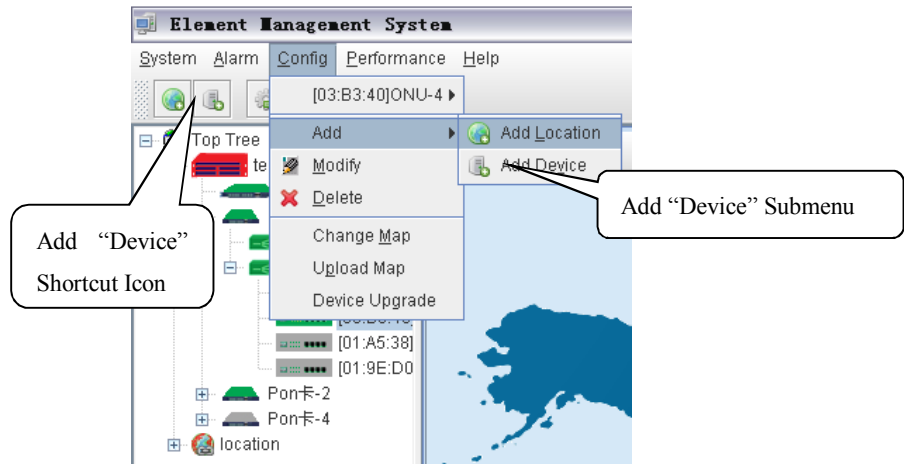 Element Management System
System Alarm Config Performance Help
[03:B3:40]ONU-4
Add
Add Location
Add Device
Modify
Delete
Change Map
Upload Map
Device Upgrade
Add “Device” Submenu
Add “Device”
Shortcut Icon
Top Tree
te
[01:A5:38]
[01:9E:D0
Pon卡-2
Pon卡-4
location